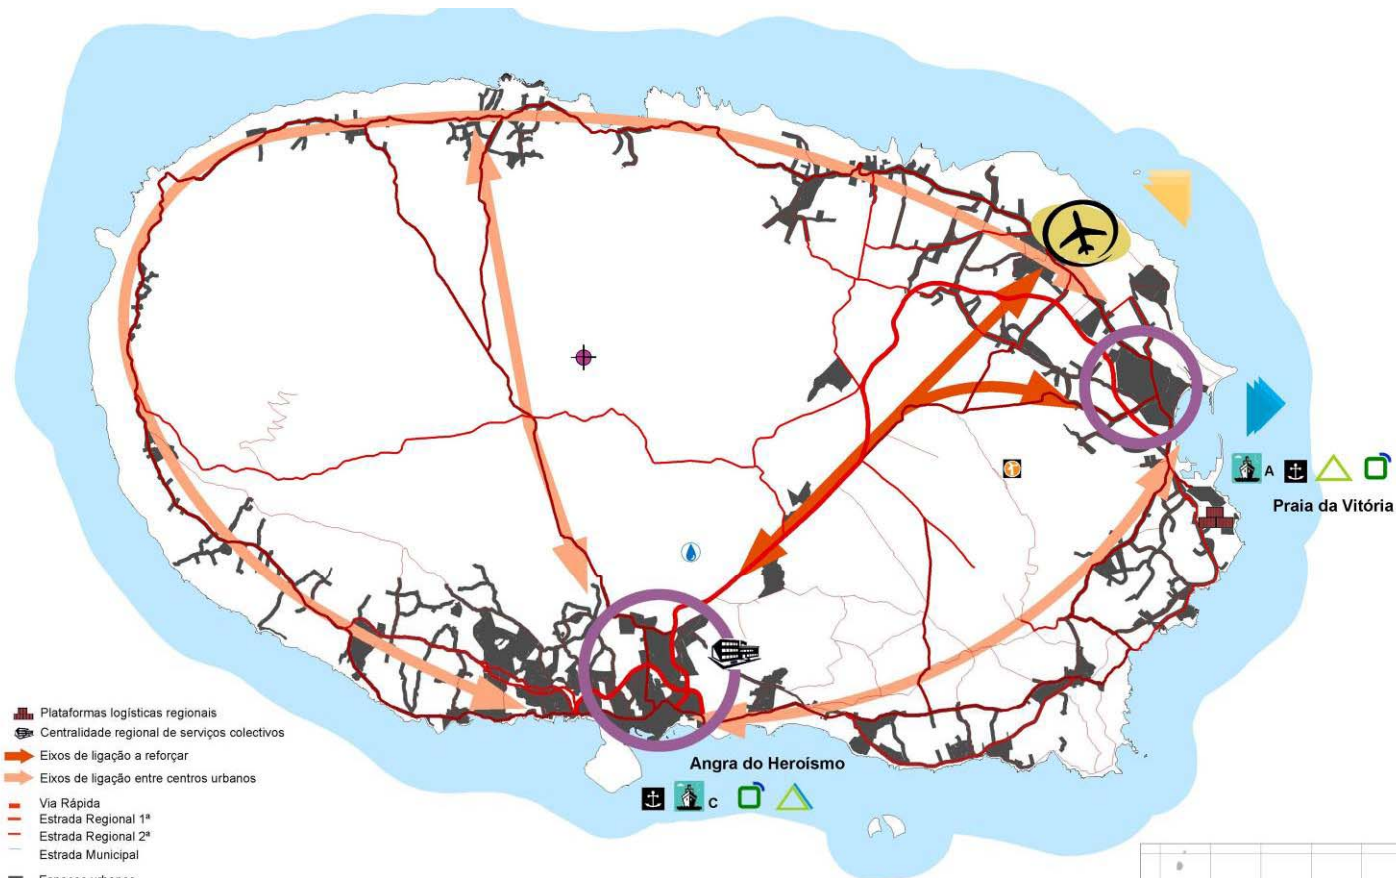 A
Praia da Vitória
Angra do Heroísmo
C
Plataformas logísticas regionais
Centralidade regional de serviços colectivos
Eixos de ligação a reforçar
Eixos de ligação entre centros urbanos
Via Rápida
Estrada Regional 1ª
Estrada Regional 2ª
Estrada Municipal